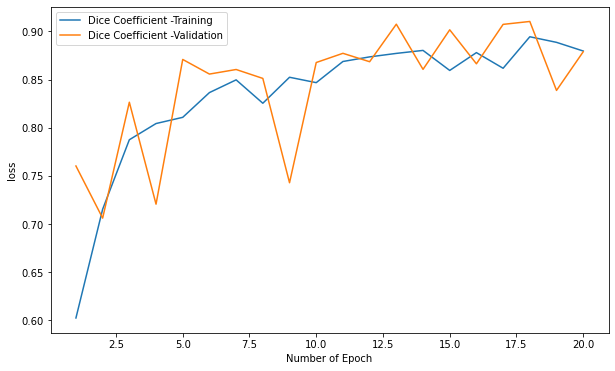 Dice Coefficient -Training
Dice Coefficient -Validation
0.90
0.85
0.80
0.75
0.70
0.65
0.60
loss
2.5 5.0 7.5 10.0 12.5 15.0 17.5 20.0
Number of Epoch